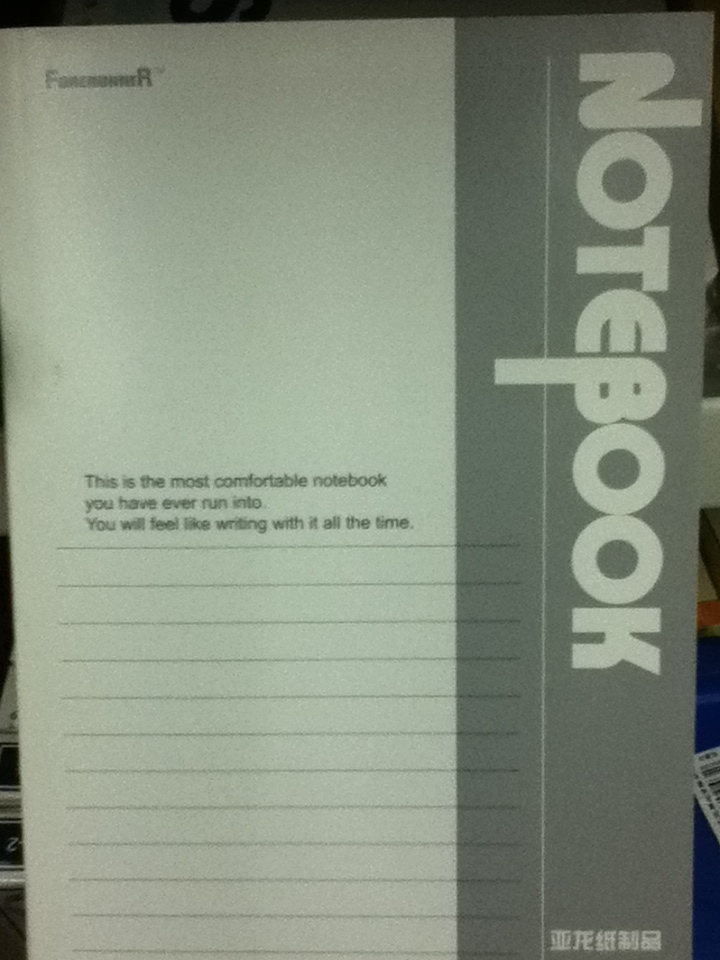 ForerunneR™
NOTEBOOK
This is the most comfortable notebook
you have ever run into.
You will feel like writing with it all the time.
亚龙纸制品